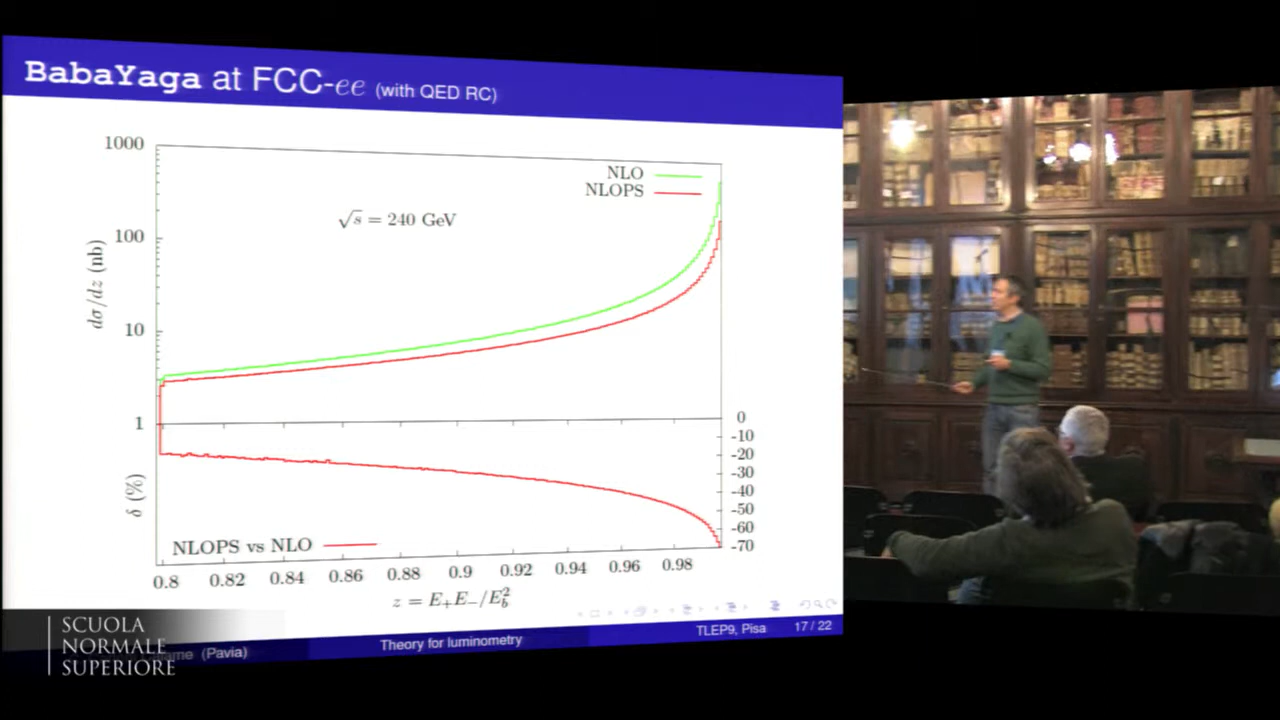 BabaYaga at FCC-ee (with QED RC)
1000
100
10
1
dσ/dz (nb)
NLO
NLOPS
√s = 240 GeV
0
-10
-20
-30
-40
-50
-60
-70
δ (%)
NLOPS vs NLO
0.8 0.82 0.84 0.86 0.88 0.9 0.92 0.94 0.96 0.98
z = E₊E₋/E_b²
(Pavia) Theory for luminometry TLEP9, Pisa 17 / 22
SCUOLA
NORMALE
SUPERIORE